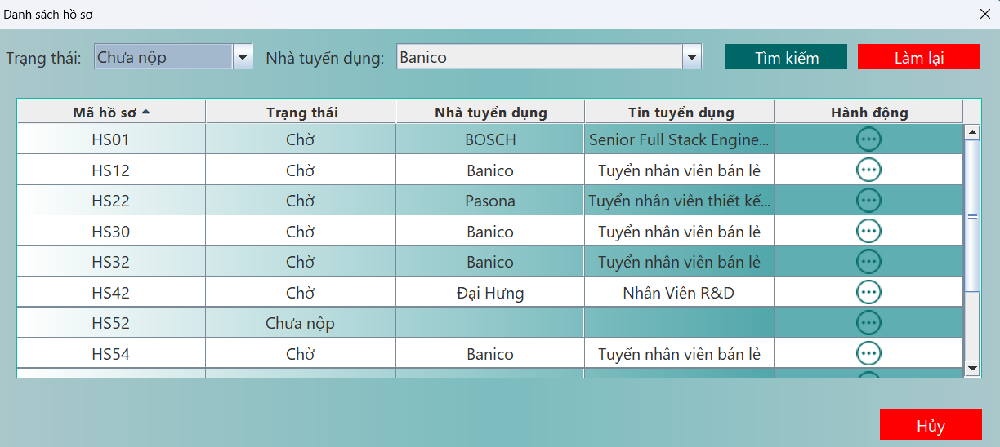 Danh sách hồ sơ
Trạng thái: Chưa nộp Nhà tuyển dụng: Banico Tìm kiếm Làm lại
Mã hồ sơ Trạng thái Nhà tuyển dụng Tin tuyển dụng Hành động
HS01 Chờ BOSCH Senior Full Stack Engine...
HS12 Chờ Banico Tuyển nhân viên bán lẻ
HS22 Chờ Pasona Tuyển nhân viên thiết kế...
HS30 Chờ Banico Tuyển nhân viên bán lẻ
HS32 Chờ Banico Tuyển nhân viên bán lẻ
HS42 Chờ Đại Hưng Nhân Viên R&D
HS52 Chưa nộp
HS54 Chờ Banico Tuyển nhân viên bán lẻ
Hủy